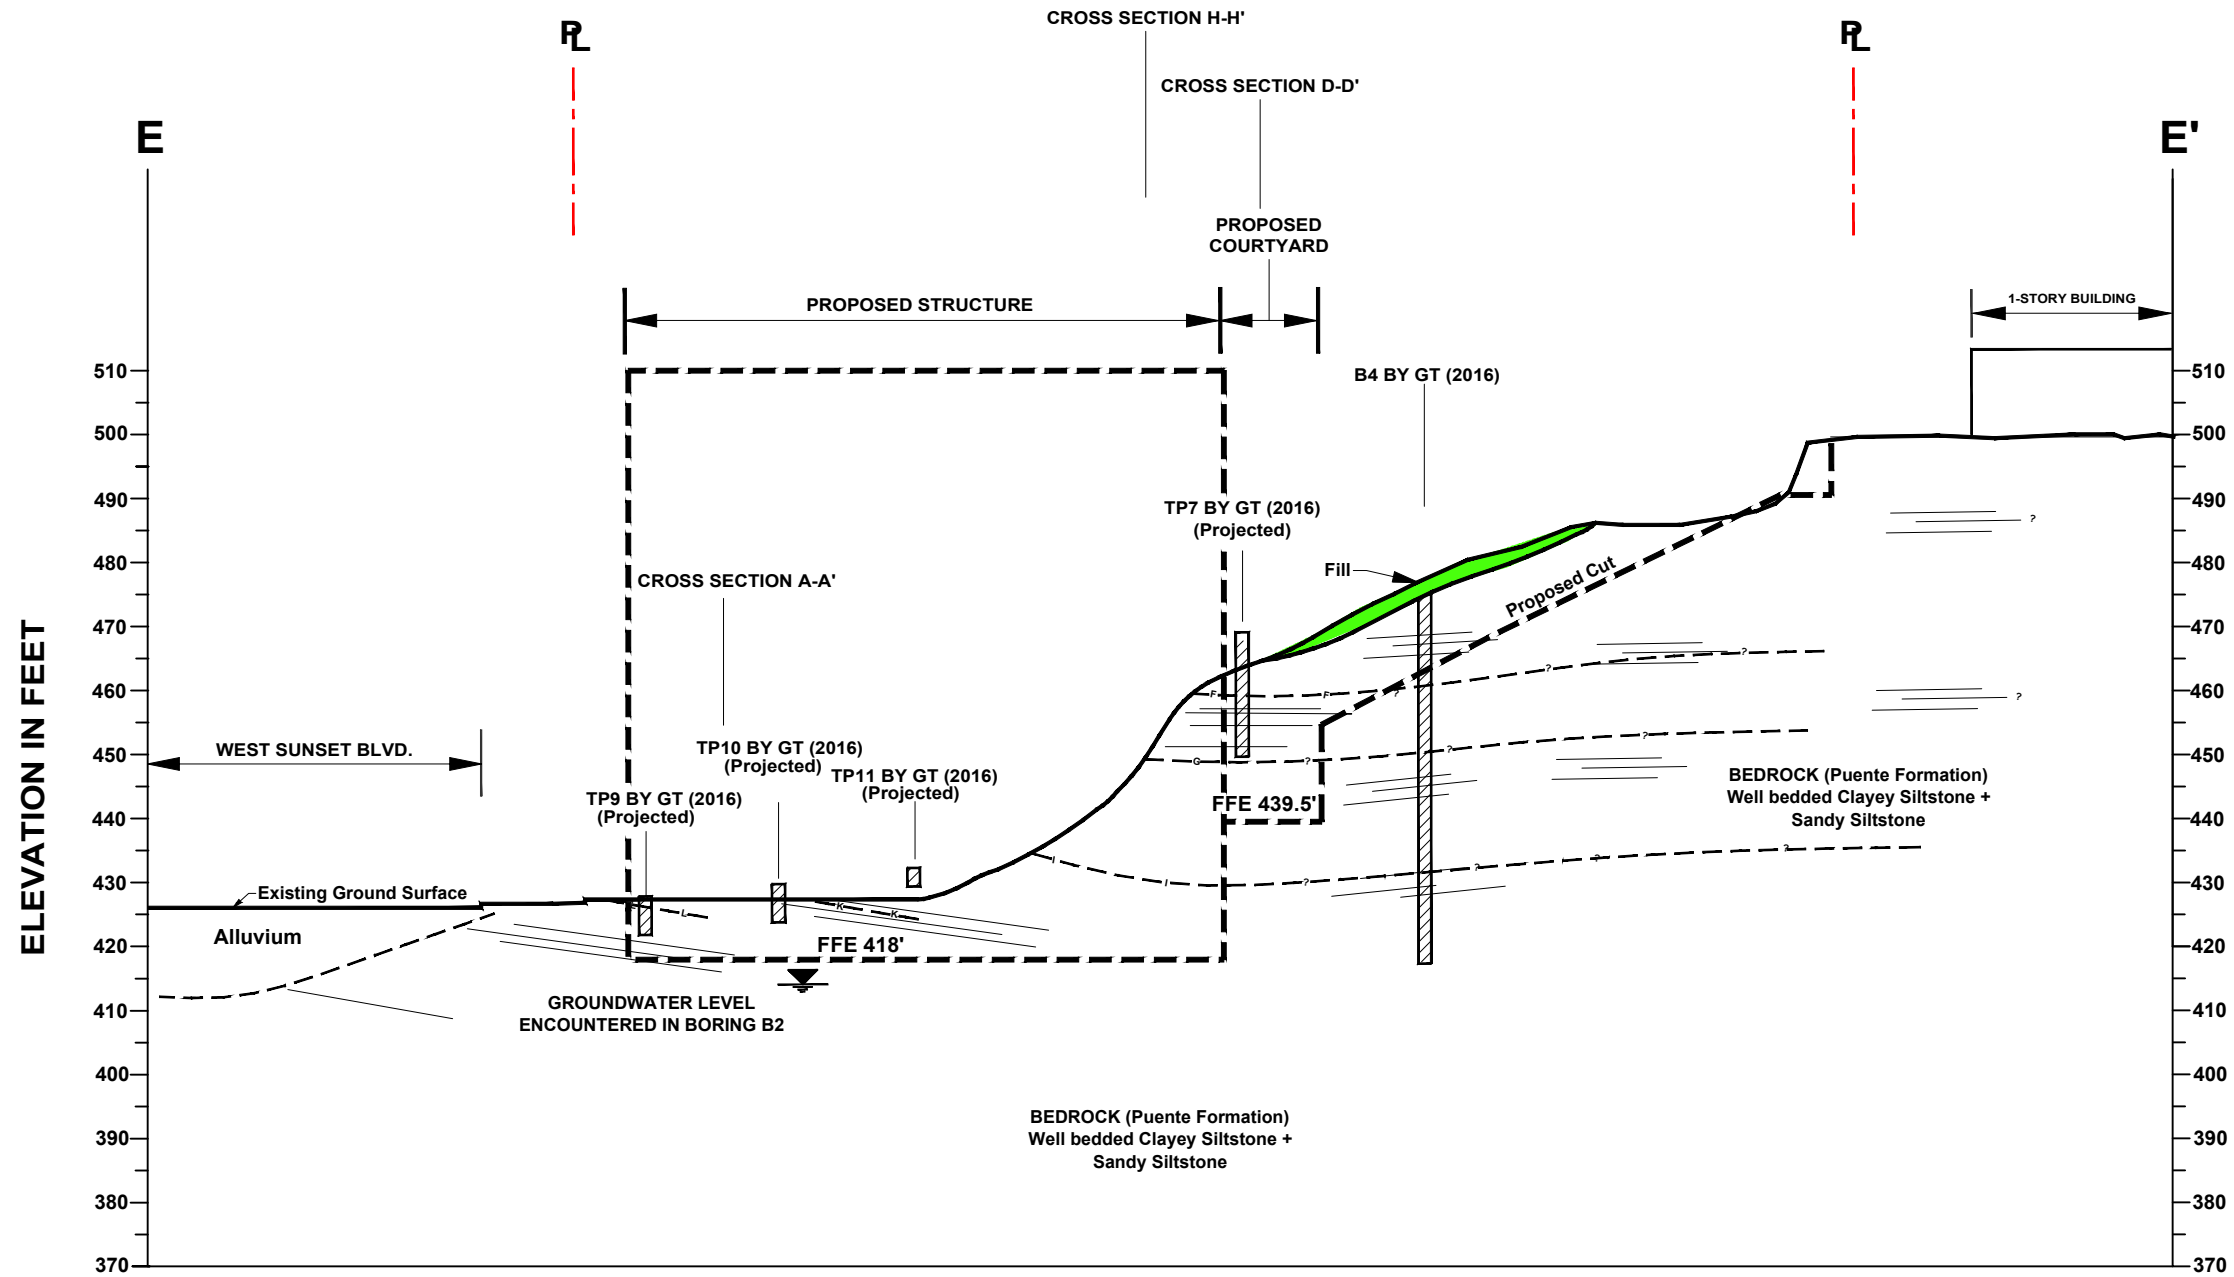 CROSS SECTION H-H'
PL
PL
CROSS SECTION D-D'
E
E'
PROPOSED
COURTYARD
PROPOSED STRUCTURE
1-STORY BUILDING
510
510
B4 BY GT (2016)
500
500
490
490
TP7 BY GT (2016)
(Projected)
?
480
480
Fill
Proposed Cut
CROSS SECTION A-A'
470
470
ELEVATION IN FEET
? ?
460
460
F F ?
?
WEST SUNSET BLVD.
TP10 BY GT (2016)
(Projected)
450
450
G ? ? ?
TP11 BY GT (2016)
(Projected)
BEDROCK (Puente Formation)
Well bedded Clayey Siltstone +
Sandy Siltstone
TP9 BY GT (2016)
(Projected)
FFE 439.5'
440
440
430
430
I I ? ? ? ?
Existing Ground Surface
L L K K
Alluvium
FFE 418'
420
420
GROUNDWATER LEVEL
ENCOUNTERED IN BORING B2
410
410
400
400
390
390
BEDROCK (Puente Formation)
Well bedded Clayey Siltstone +
Sandy Siltstone
380
380
370
370